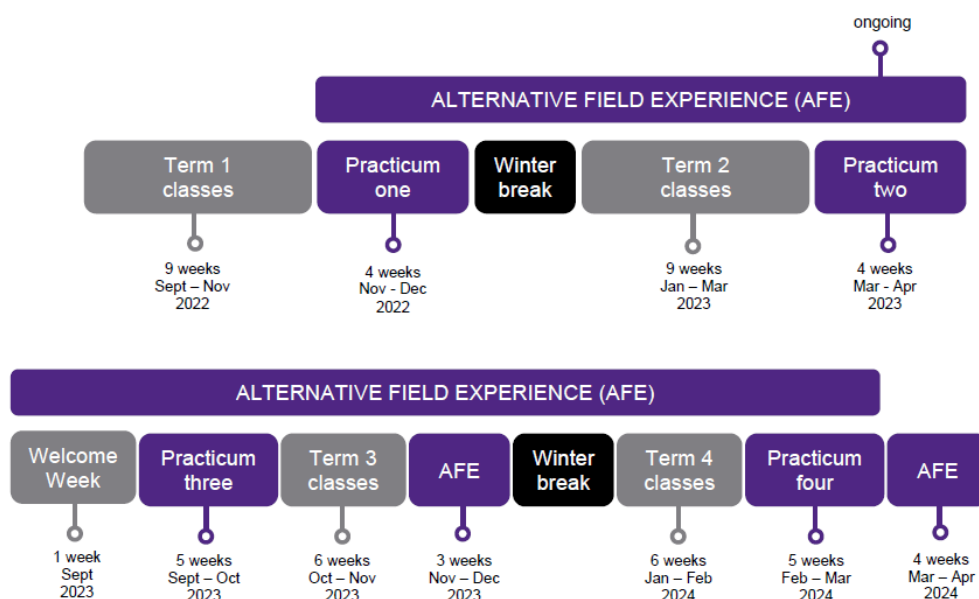 ongoing
ALTERNATIVE FIELD EXPERIENCE (AFE)
Term 1
classes
Practicum
one
Winter
break
Term 2
classes
Practicum
two
9 weeks
Sept – Nov
2022
4 weeks
Nov - Dec
2022
9 weeks
Jan – Mar
2023
4 weeks
Mar - Apr
2023
ALTERNATIVE FIELD EXPERIENCE (AFE)
Welcome
Week
Practicum
three
Term 3
classes
AFE
Winter
break
Term 4
classes
Practicum
four
AFE
1 week
Sept
2023
5 weeks
Sept – Oct
2023
6 weeks
Oct – Nov
2023
3 weeks
Nov – Dec
2023
6 weeks
Jan – Feb
2024
5 weeks
Feb – Mar
2024
4 weeks
Mar – Apr
2024